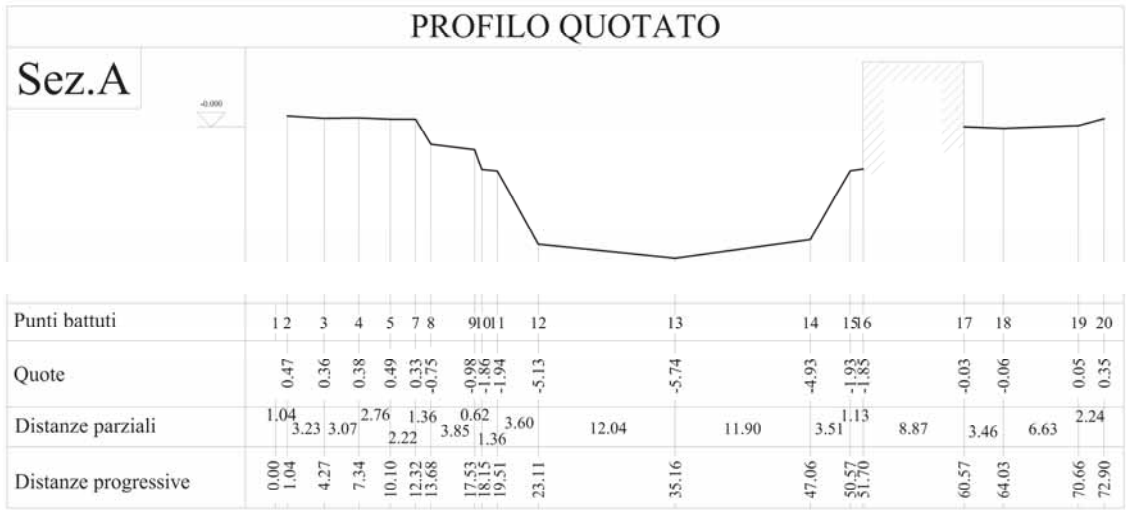 PROFILO QUOTATO
Sez.A
-0.000
Punti battuti 1 2 3 4 5 7 8 9 10 11 12 13 14 15 16 17 18 19 20
Quote 0.47 0.36 0.38 0.49 0.33 -0.75 -0.98 -1.86 -1.94 -5.13 -5.74 -4.93 -1.93 -1.85 -0.03 -0.06 0.05 0.35
Distanze parziali 1.04 3.23 3.07 2.76 2.22 1.36 3.85 0.62 1.36 3.60 12.04 11.90 3.51 1.13 8.87 3.46 6.63 2.24
Distanze progressive 0.00 1.04 4.27 7.34 10.10 12.32 13.68 17.53 18.15 19.51 23.11 35.16 47.06 50.57 51.70 60.57 64.03 70.66 72.90